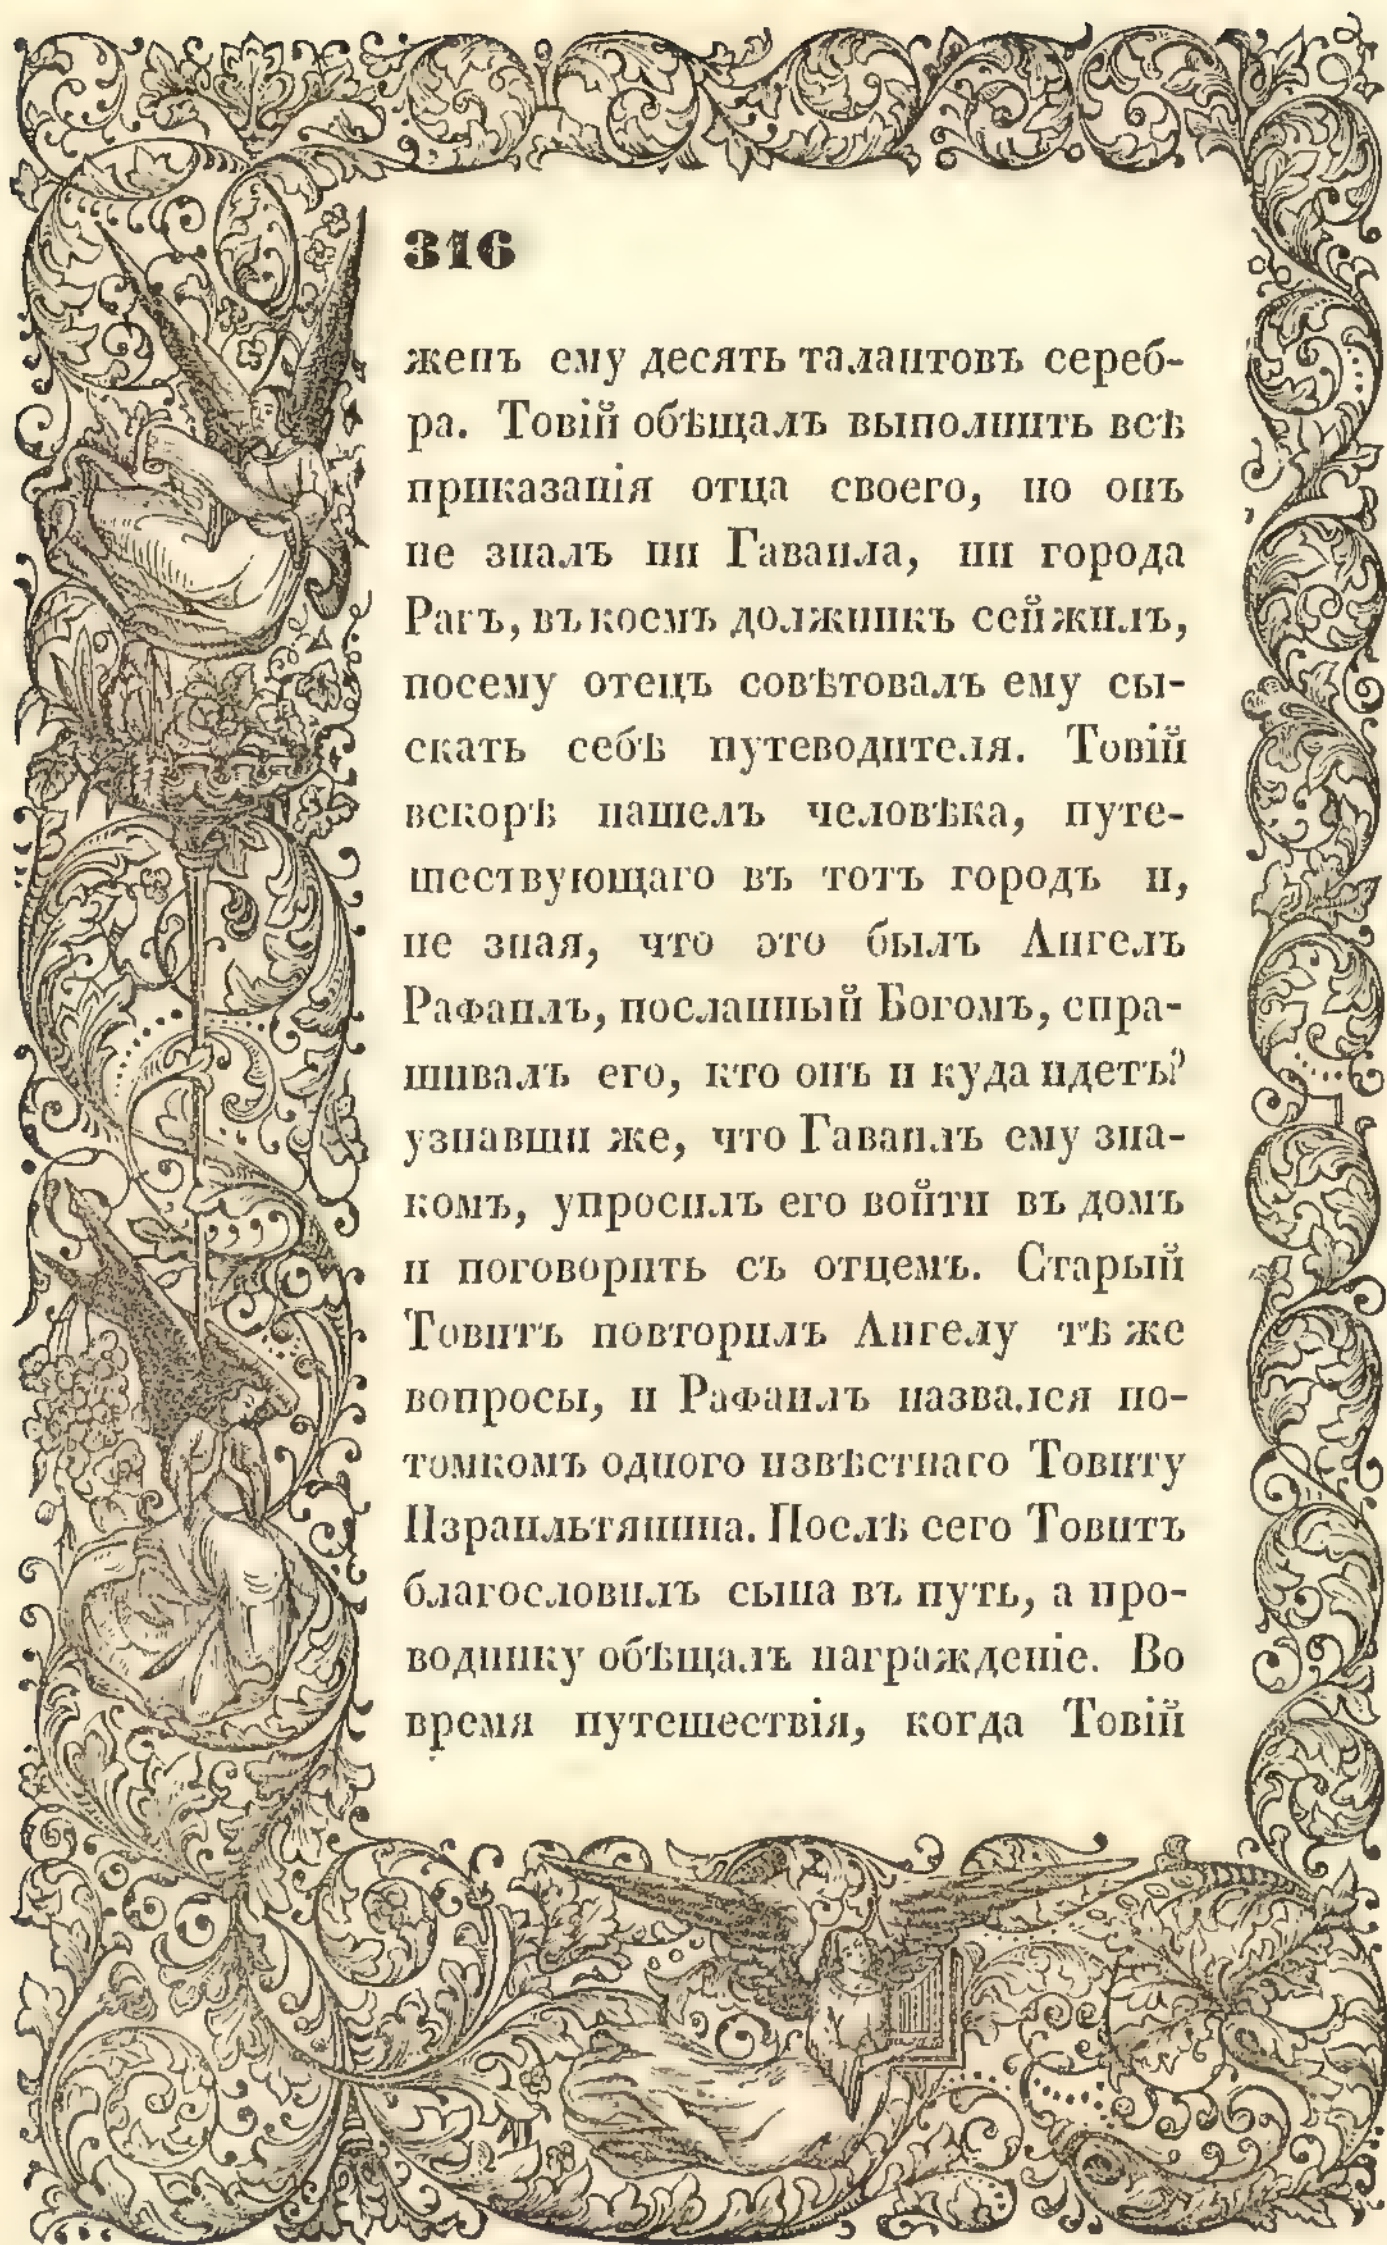 316
женъ ему десять талантовъ сереб-
ра. Товій обѣщалъ выполнить всѣ
приказанія отца своего, но онъ
не зналъ ни Гаваила, ни города
Рагъ, въ коемъ должникъ сей жилъ,
посему отецъ совѣтовалъ ему сы-
скать себѣ путеводителя. Товій
вскорѣ нашелъ человѣка, путе-
шествующаго въ тотъ городъ и,
не зная, что это былъ Ангелъ
Рафаилъ, посланный Богомъ, спра-
шивалъ его, кто онъ и куда идетъ?
узнавши же, что Гаваилъ ему зна-
комъ, упросилъ его войти въ домъ
и поговорить съ отцемъ. Старый
Товитъ повторилъ Ангелу тѣ же
вопросы, и Рафаилъ назвался по-
томкомъ одного извѣстнаго Товиту
Израильтянина. Послѣ сего Товитъ
благословилъ сына въ путь, а про-
воднику обѣщалъ награжденіе. Во
время путешествія, когда Товій